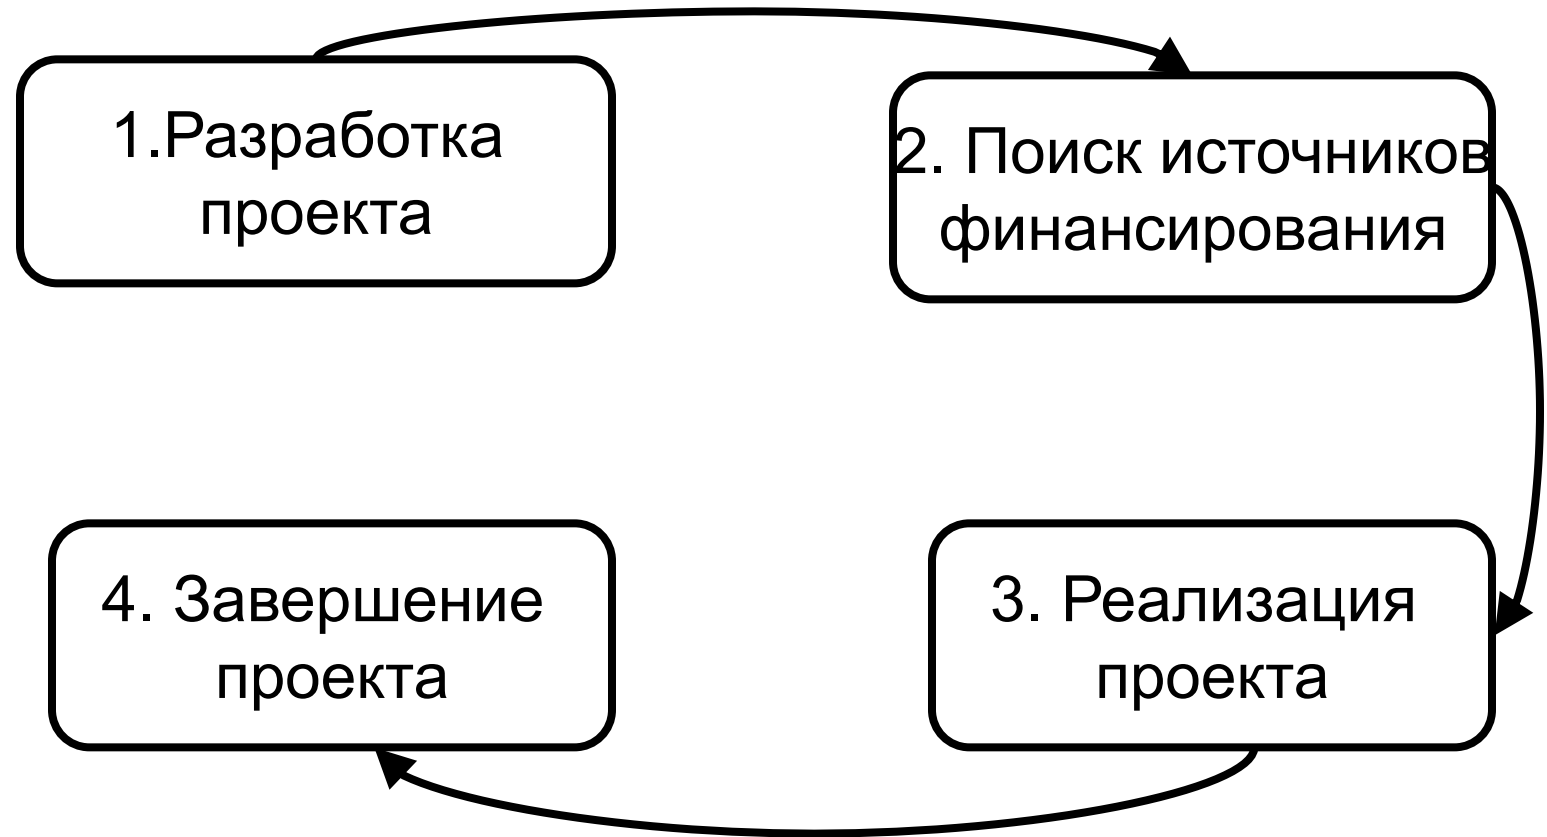 1.Разработка
проекта
2. Поиск источников
финансирования
3. Реализация
проекта
4. Завершение
проекта